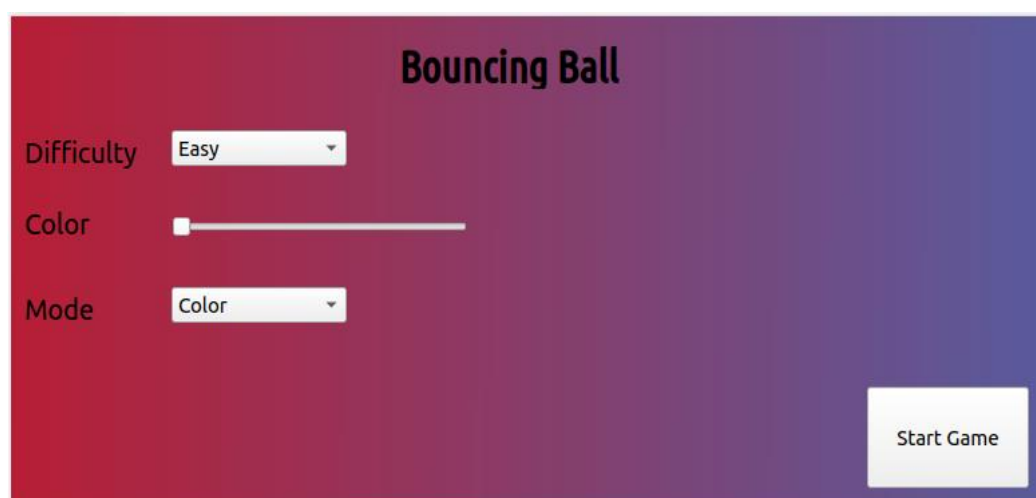 Bouncing Ball
Difficulty Easy
Color
Mode Color
Start Game